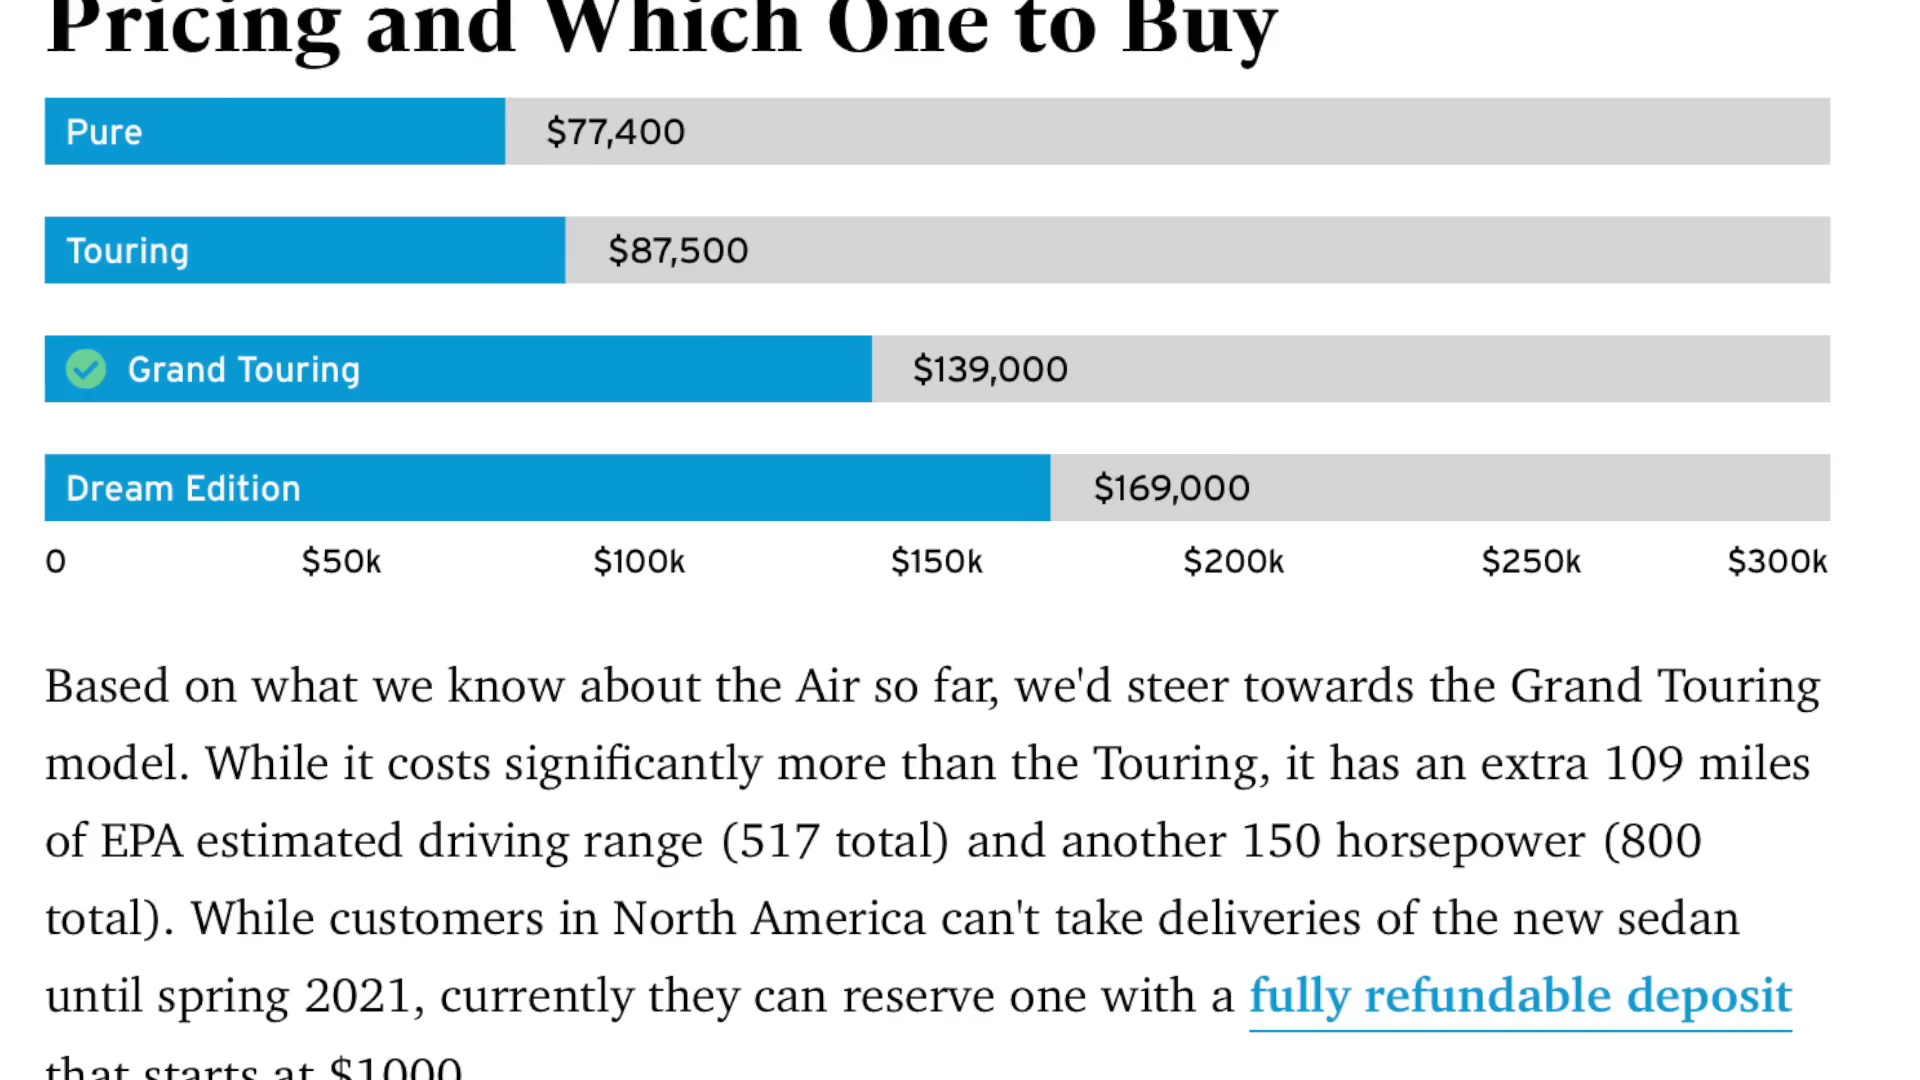 Pricing and Which One to Buy
Pure $77,400
Touring $87,500
Grand Touring $139,000
Dream Edition $169,000
0 $50k $100k $150k $200k $250k $300k
Based on what we know about the Air so far, we'd steer towards the Grand Touring
model. While it costs significantly more than the Touring, it has an extra 109 miles
of EPA estimated driving range (517 total) and another 150 horsepower (800
total). While customers in North America can't take deliveries of the new sedan
until spring 2021, currently they can reserve one with a fully refundable deposit
that starts at $1000.